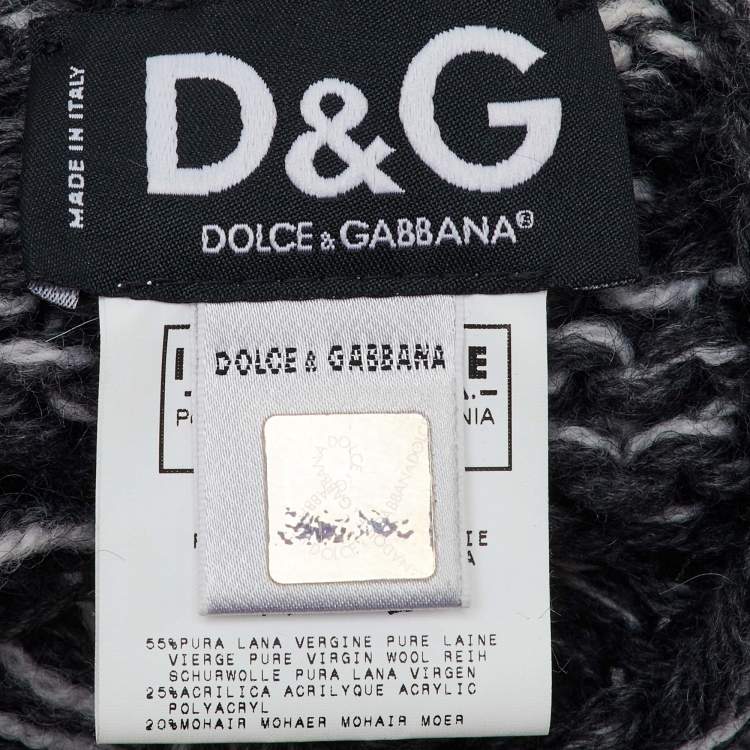 MADE IN ITALY
D&G
DOLCE & GABBANA®
DOLCE & GABBANA
55%PURA LANA VERGINE PURE LAINE
VIERGE PURE VIRGIN WOOL REIH
SCHURWOLLE PURA LANA VIRGEN
25%ACRILICA ACRILYQUE ACRYLIC
POLYACRYL
20%MOHAIR MOHAER MOHAIR MOER